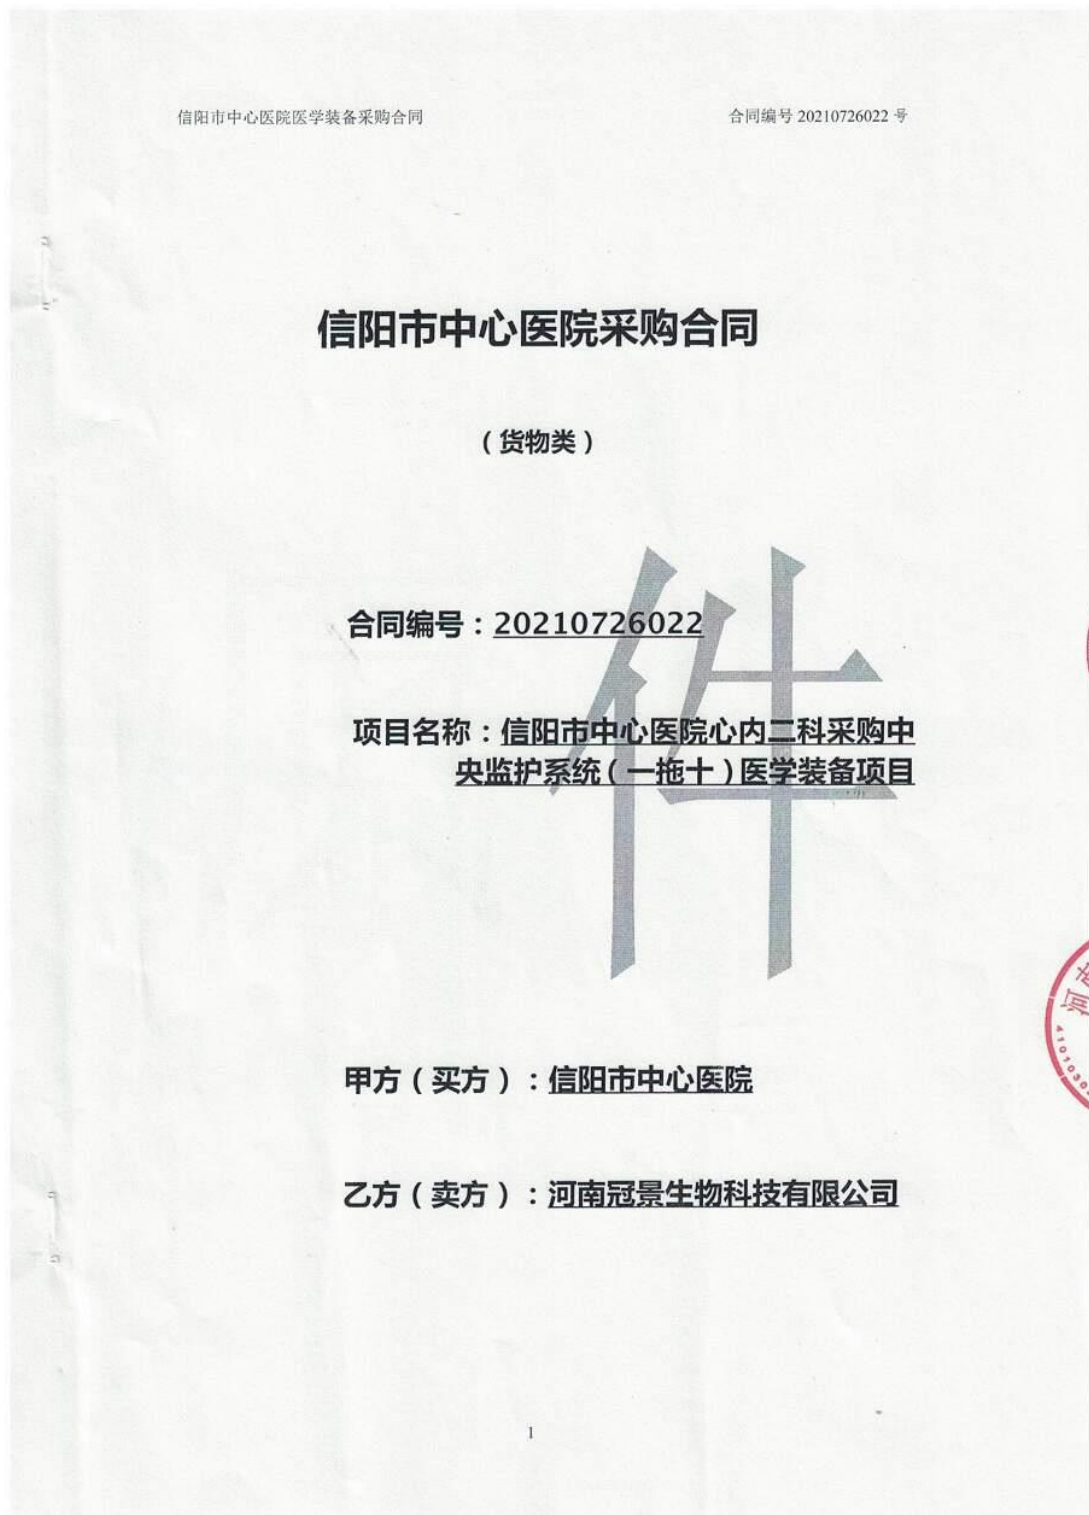 信阳市中心医院医学装备采购合同 合同编号 20210726022 号
信阳市中心医院采购合同
（货物类）
件
合同编号：20210726022
项目名称：信阳市中心医院心内二科采购中
央监护系统（一拖十）医学装备项目
河南
410103
甲方（买方）：信阳市中心医院
乙方（卖方）：河南冠景生物科技有限公司
1